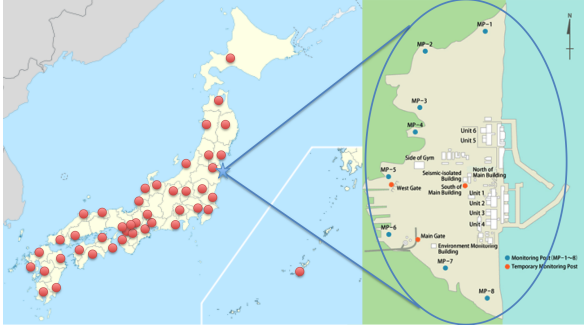 MP-1
N
MP-2
MP-3
MP-4
Unit 6
Unit 5
Side of Gym
MP-5
Seismic-isolated
Building
North of
Main Building
West Gate
South of
Main Building
Unit 1
Unit 2
Unit 3
Unit 4
MP-6
Main Gate
Environment Monitoring
Building
MP-7
Monitoring Post (MP-1~8)
Temporary Monitoring Post
MP-8